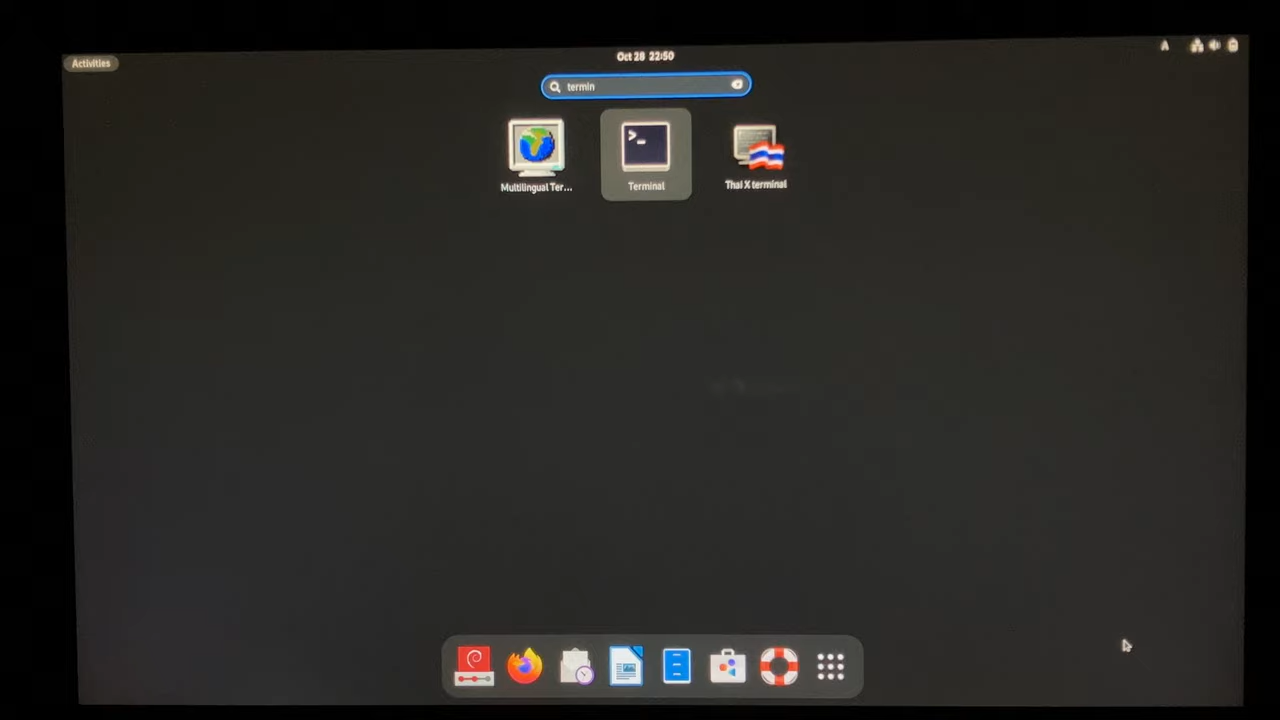 Activities
Oct 28 22:50
A
termin
Multilingual Ter...
Terminal
Thai X terminal